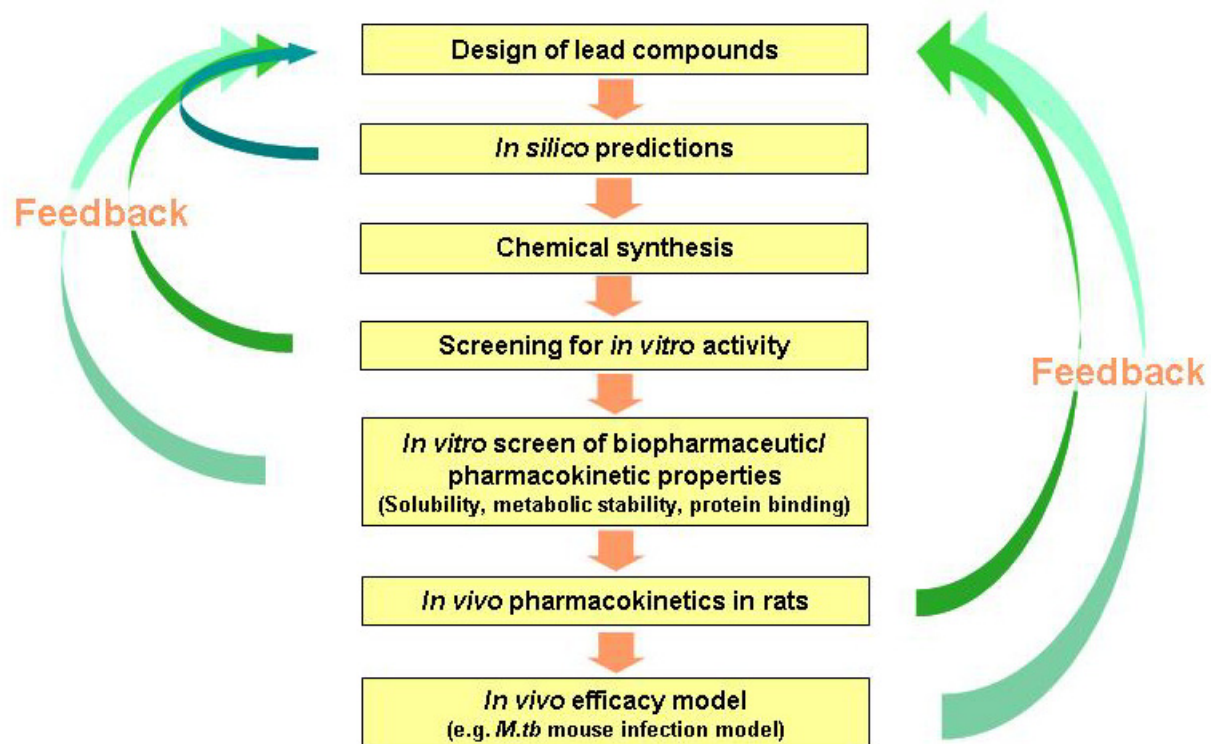 Design of lead compounds
In silico predictions
Feedback
Chemical synthesis
Screening for in vitro activity
Feedback
In vitro screen of biopharmaceutic/
pharmacokinetic properties
(Solubility, metabolic stability, protein binding)
In vivo pharmacokinetics in rats
In vivo efficacy model
(e.g. M.tb mouse infection model)